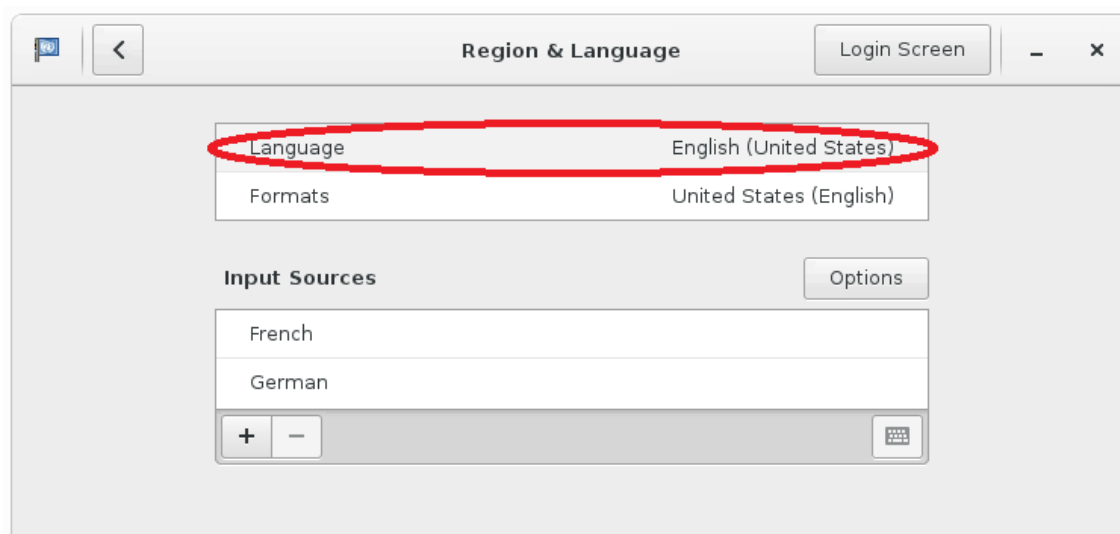 Region & Language Login Screen
Language English (United States)
Formats United States (English)
Input Sources Options
French
German